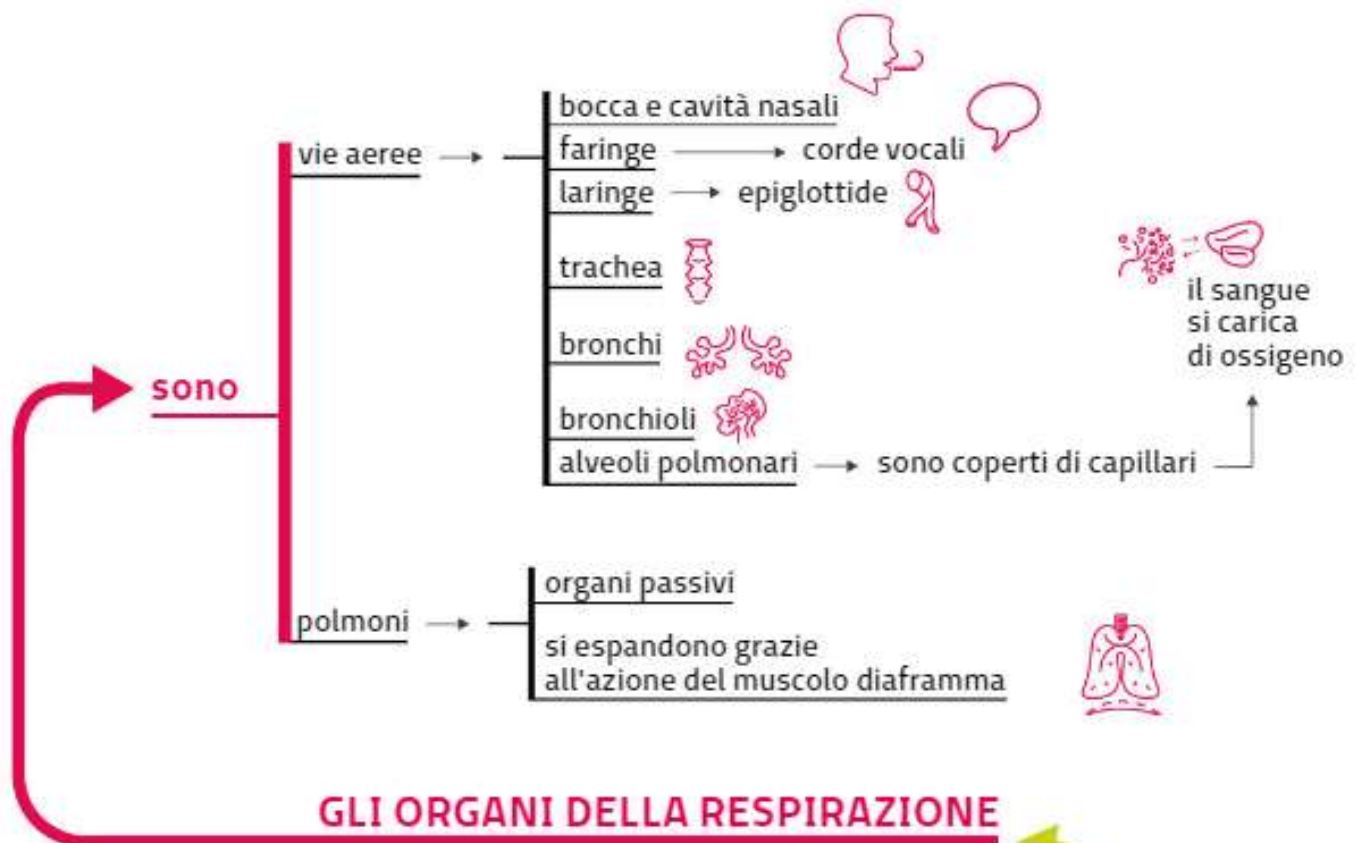 bocca e cavità nasali
vie aeree
faringe
corde vocali
laringe
epiglottide
trachea
il sangue
si carica
di ossigeno
bronchi
sono
bronchioli
alveoli polmonari
sono coperti di capillari
organi passivi
polmoni
si espandono grazie
all'azione del muscolo diaframma
GLI ORGANI DELLA RESPIRAZIONE